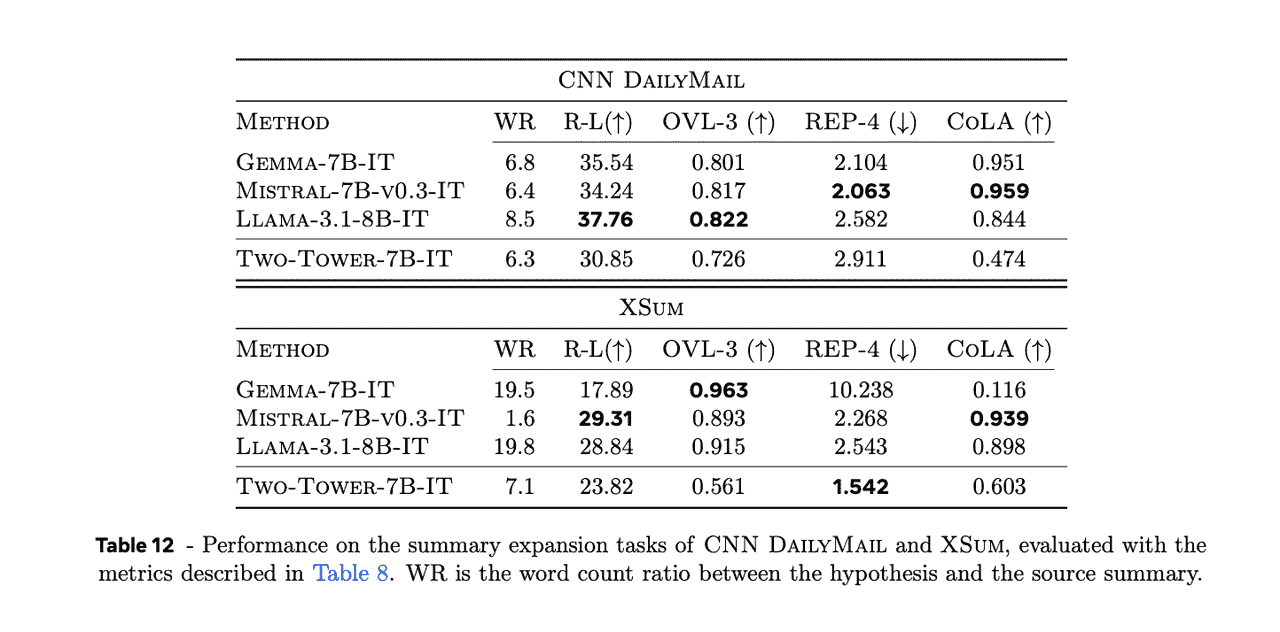 CNN DailyMail
Method WR R-L(↑) OVL-3 (↑) REP-4 (↓) CoLA (↑)
Gemma-7B-IT 6.8 35.54 0.801 2.104 0.951
Mistral-7B-v0.3-IT 6.4 34.24 0.817 2.063 0.959
Llama-3.1-8B-IT 8.5 37.76 0.822 2.582 0.844
Two-Tower-7B-IT 6.3 30.85 0.726 2.911 0.474
XSum
Method WR R-L(↑) OVL-3 (↑) REP-4 (↓) CoLA (↑)
Gemma-7B-IT 19.5 17.89 0.963 10.238 0.116
Mistral-7B-v0.3-IT 1.6 29.31 0.893 2.268 0.939
Llama-3.1-8B-IT 19.8 28.84 0.915 2.543 0.898
Two-Tower-7B-IT 7.1 23.82 0.561 1.542 0.603
Table 12 - Performance on the summary expansion tasks of CNN DailyMail and XSum, evaluated with the
metrics described in Table 8. WR is the word count ratio between the hypothesis and the source summary.